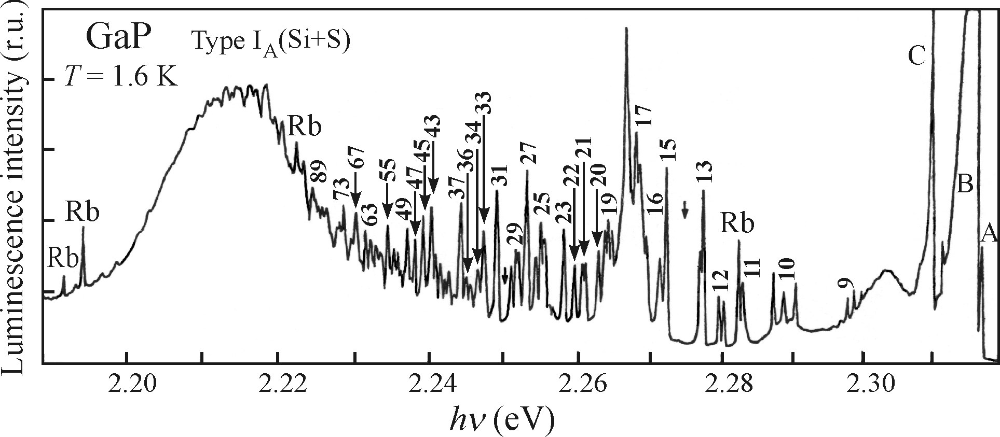 GaP Type I_A(Si+S)
T = 1.6 K
Luminescence intensity (r.u.)
Rb
Rb
Rb
89
73
67
63
55
49
47
45
43
37
36
34
33
31
29
27
25
23
22
21
20
19
17
16
15
13
12
Rb
11
10
9
C
B
A
2.20 2.22 2.24 2.26 2.28 2.30
hν (eV)